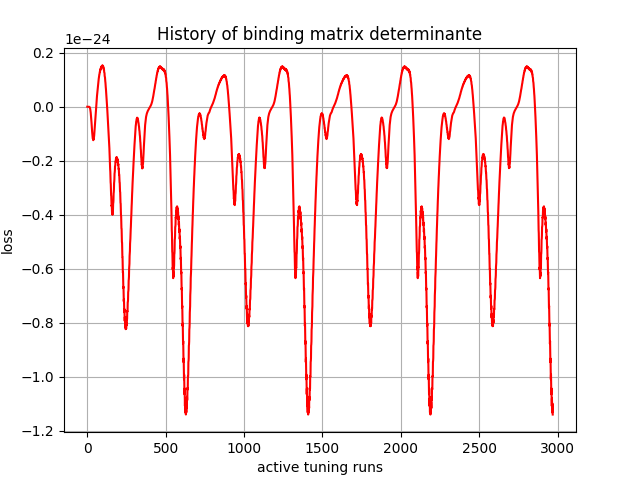 History of binding matrix determinante
1e−24
0.2
0.0
−0.2
−0.4
−0.6
−0.8
−1.0
−1.2
loss
0 500 1000 1500 2000 2500 3000
active tuning runs